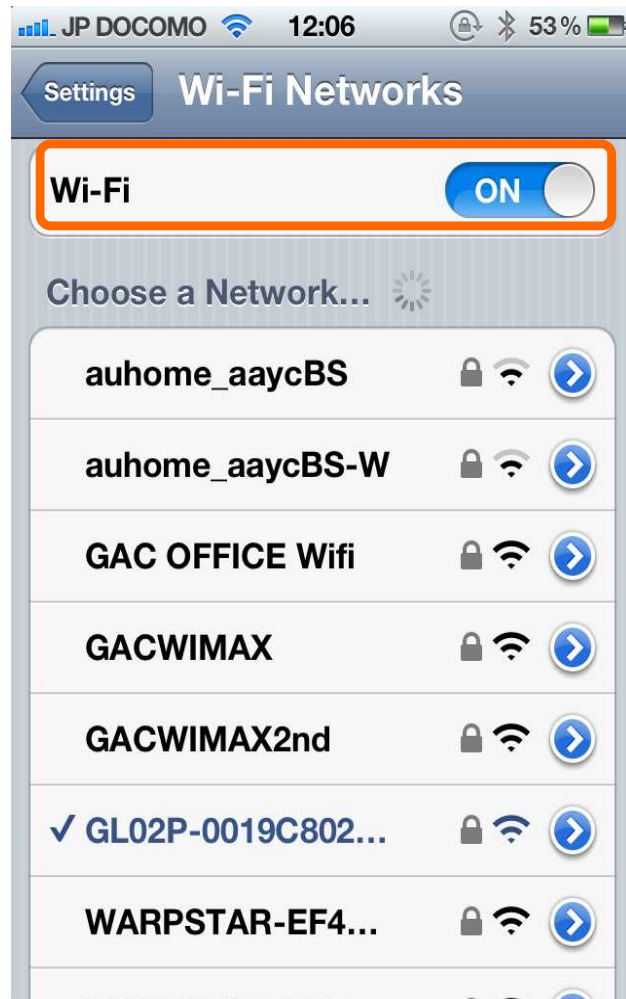 JP DOCOMO 12:06 53%
Settings Wi-Fi Networks
Wi-Fi ON
Choose a Network...
auhome_aaycBS
auhome_aaycBS-W
GAC OFFICE Wifi
GACWIMAX
GACWIMAX2nd
✓ GL02P-0019C802...
WARPSTAR-EF4...